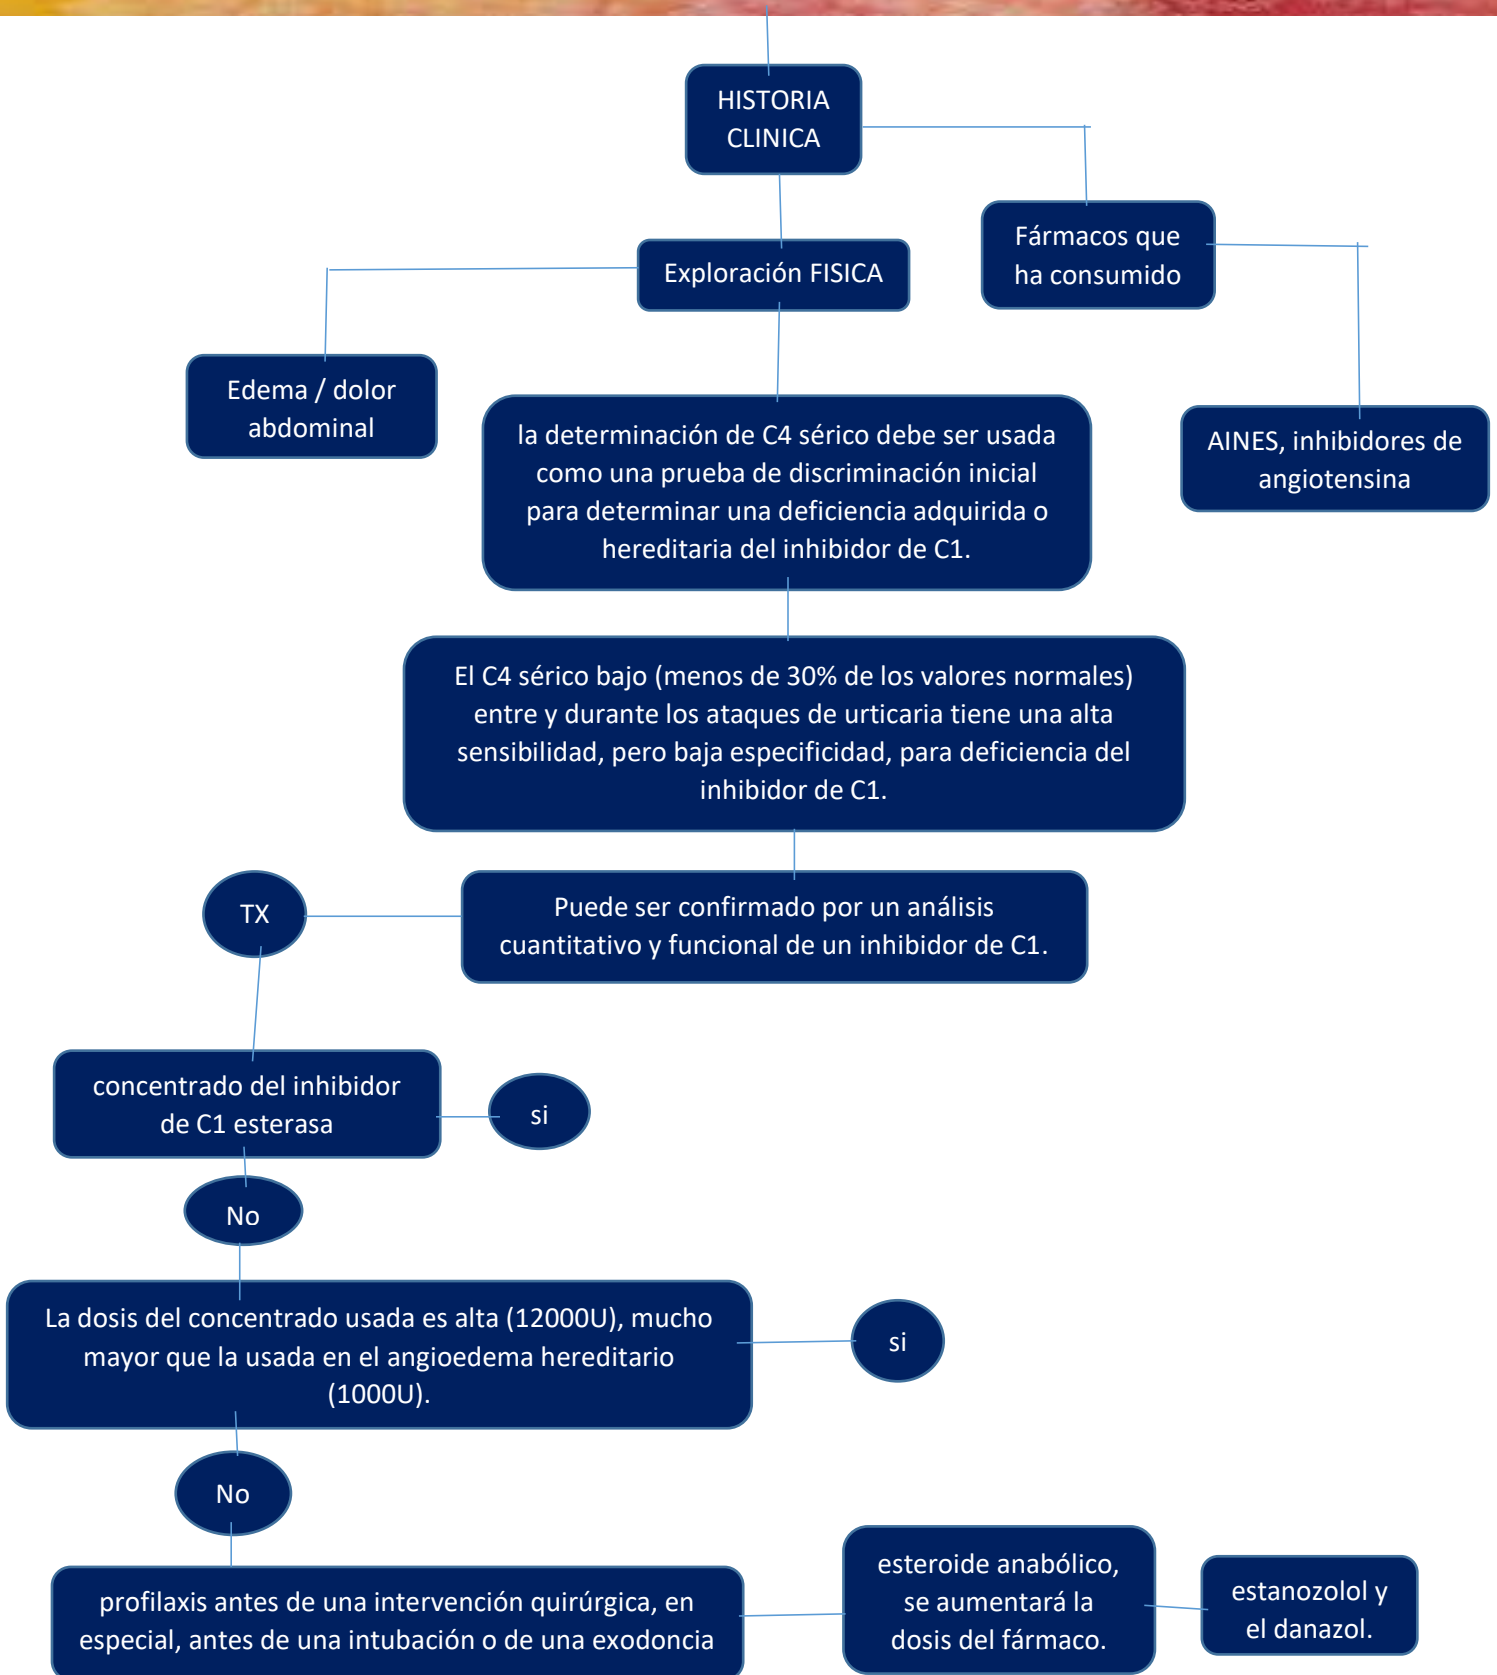 HISTORIA
CLINICA
Fármacos que
ha consumido
Exploración FISICA
Edema / dolor
abdominal
la determinación de C4 sérico debe ser usada
como una prueba de discriminación inicial
para determinar una deficiencia adquirida o
hereditaria del inhibidor de C1.
AINES, inhibidores de
angiotensina
El C4 sérico bajo (menos de 30% de los valores normales)
entre y durante los ataques de urticaria tiene una alta
sensibilidad, pero baja especificidad, para deficiencia del
inhibidor de C1.
TX
Puede ser confirmado por un análisis
cuantitativo y funcional de un inhibidor de C1.
concentrado del inhibidor
de C1 esterasa
si
No
La dosis del concentrado usada es alta (12000U), mucho
mayor que la usada en el angioedema hereditario
(1000U).
si
No
profilaxis antes de una intervención quirúrgica, en
especial, antes de una intubación o de una exodoncia
esteroide anabólico,
se aumentará la
dosis del fármaco.
estanozolol y
el danazol.